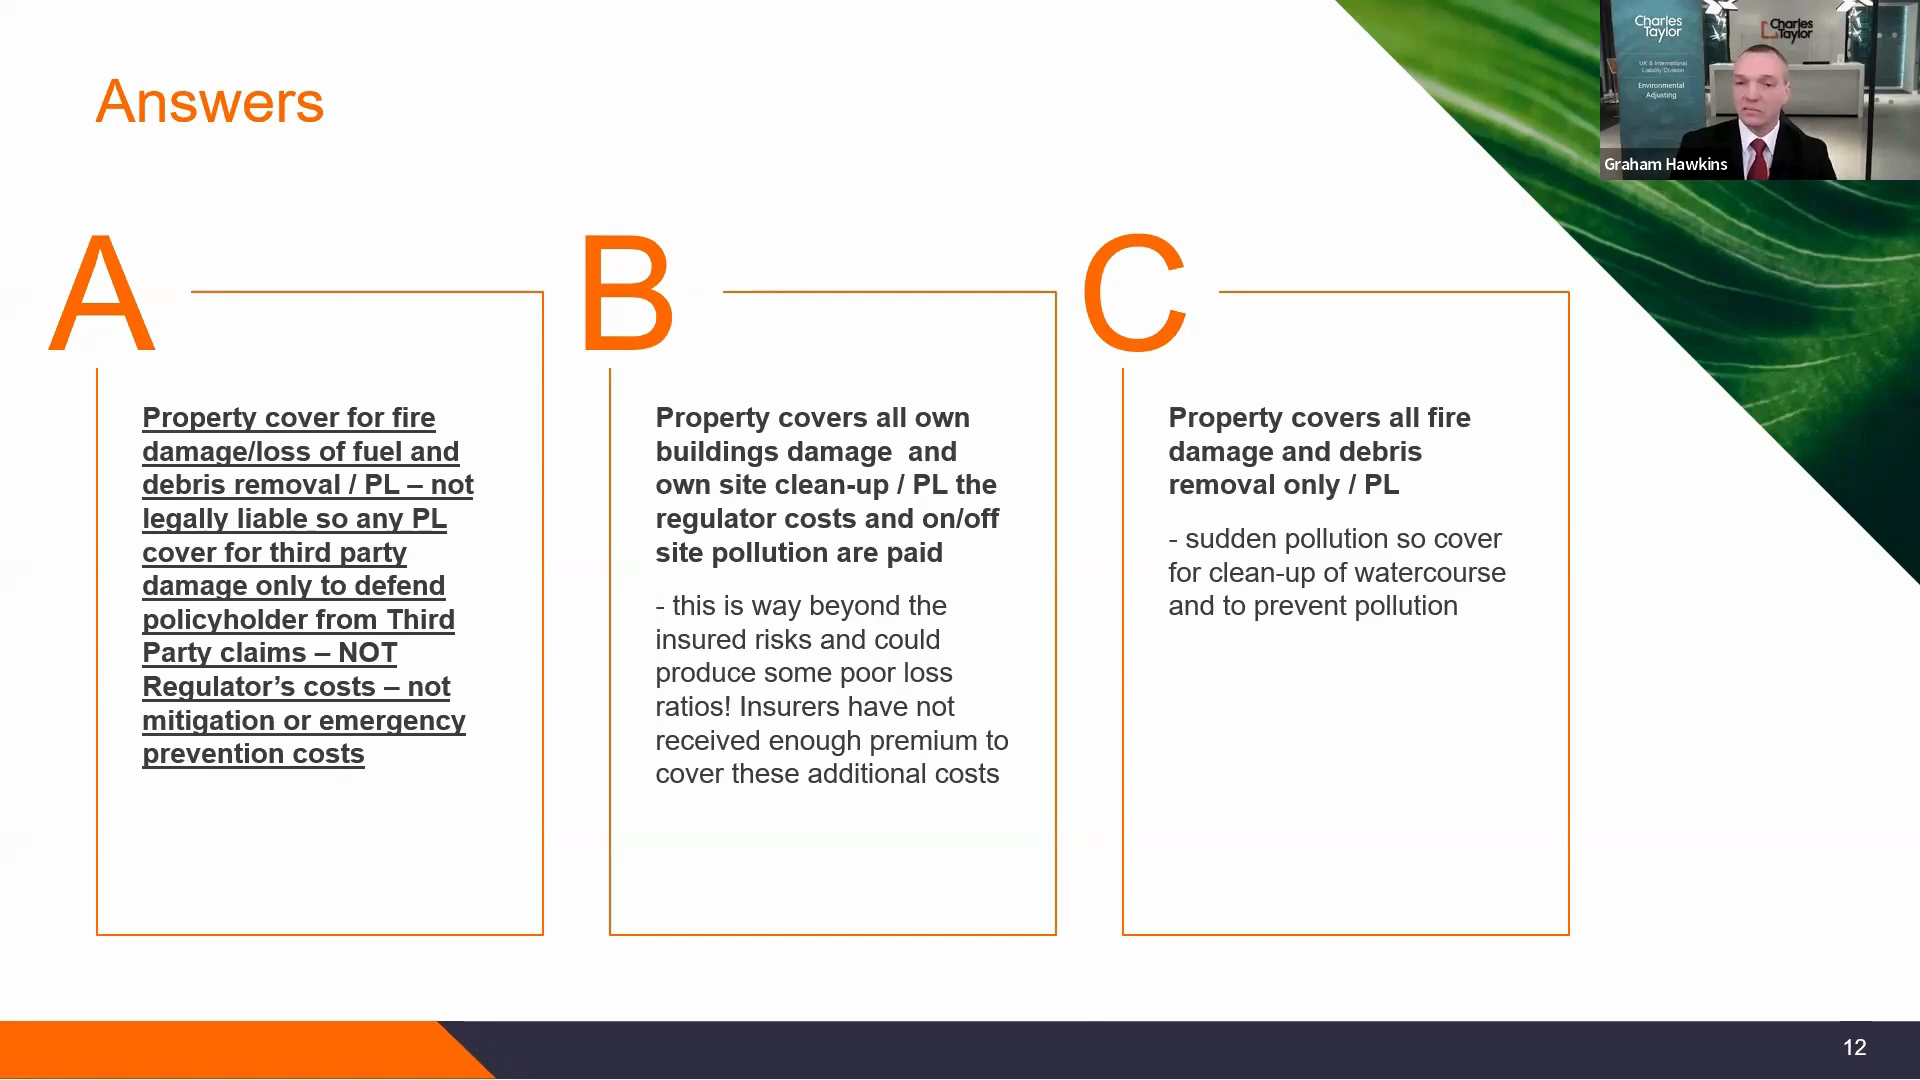 Answers
Charles
Taylor
UK & International
Liability Division
Environmental
Adjusting
Charles
Taylor
Graham Hawkins
A
Property cover for fire
damage/loss of fuel and
debris removal / PL – not
legally liable so any PL
cover for third party
damage only to defend
policyholder from Third
Party claims – NOT
Regulator’s costs – not
mitigation or emergency
prevention costs
B
Property covers all own
buildings damage  and
own site clean-up / PL the
regulator costs and on/off
site pollution are paid
- this is way beyond the
insured risks and could
produce some poor loss
ratios! Insurers have not
received enough premium to
cover these additional costs
C
Property covers all fire
damage and debris
removal only / PL
- sudden pollution so cover
for clean-up of watercourse
and to prevent pollution
12